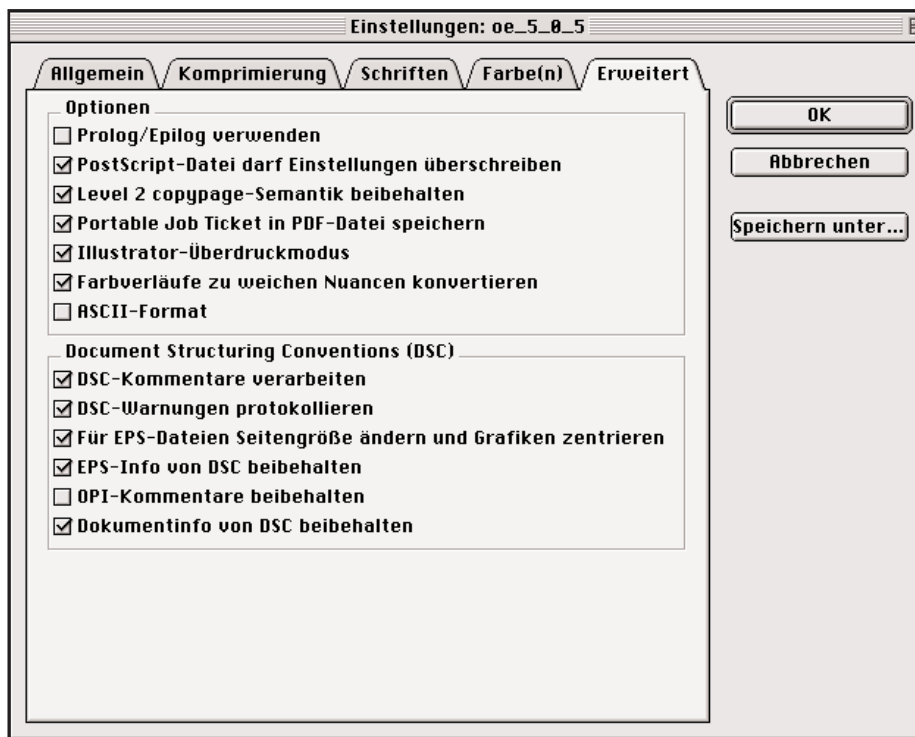 Einstellungen: oe_5_0_5
Allgemein Komprimierung Schriften Farbe(n) Erweitert
Optionen
Prolog/Epilog verwenden
PostScript-Datei darf Einstellungen überschreiben
Level 2 copypage-Semantik beibehalten
Portable Job Ticket in PDF-Datei speichern
Illustrator-Überdruckmodus
Farbverläufe zu weichen Nuancen konvertieren
ASCII-Format
Document Structuring Conventions (DSC)
DSC-Kommentare verarbeiten
DSC-Warnungen protokollieren
Für EPS-Dateien Seitengröße ändern und Grafiken zentrieren
EPS-Info von DSC beibehalten
OPI-Kommentare beibehalten
Dokumentinfo von DSC beibehalten
OK
Abbrechen
Speichern unter...